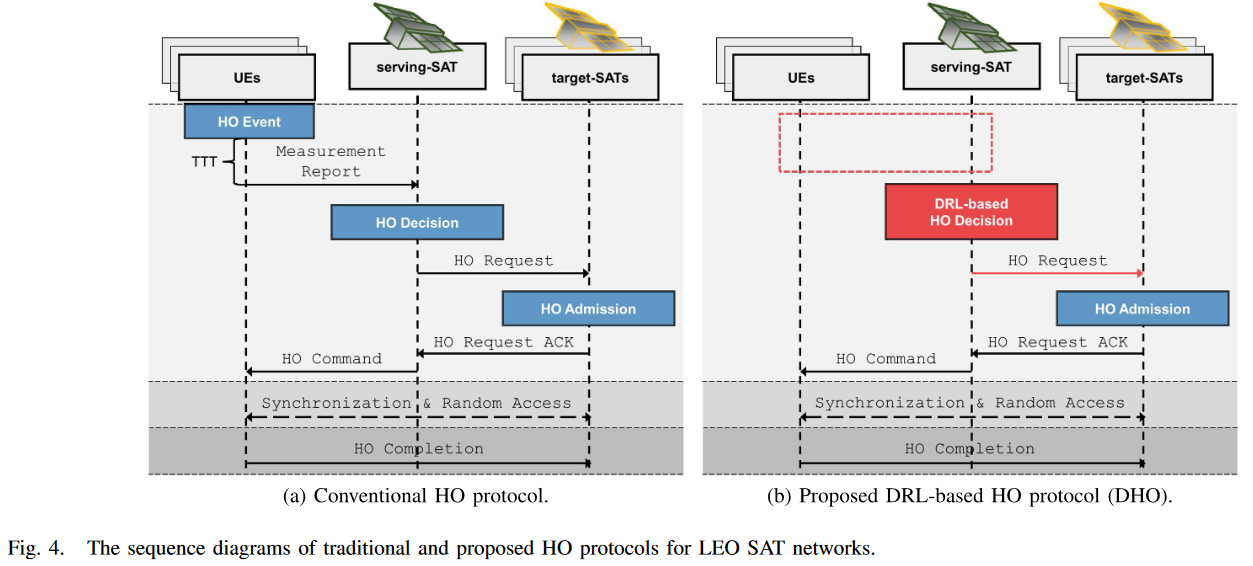 UEs
serving-SAT
target-SATs
HO Event
TTT
Measurement
Report
HO Decision
HO Request
HO Admission
HO Request ACK
HO Command
Synchronization & Random Access
HO Completion
(a) Conventional HO protocol.
UEs
serving-SAT
target-SATs
DRL-based
HO Decision
HO Request
HO Admission
HO Request ACK
HO Command
Synchronization & Random Access
HO Completion
(b) Proposed DRL-based HO protocol (DHO).
Fig. 4. The sequence diagrams of traditional and proposed HO protocols for LEO SAT networks.